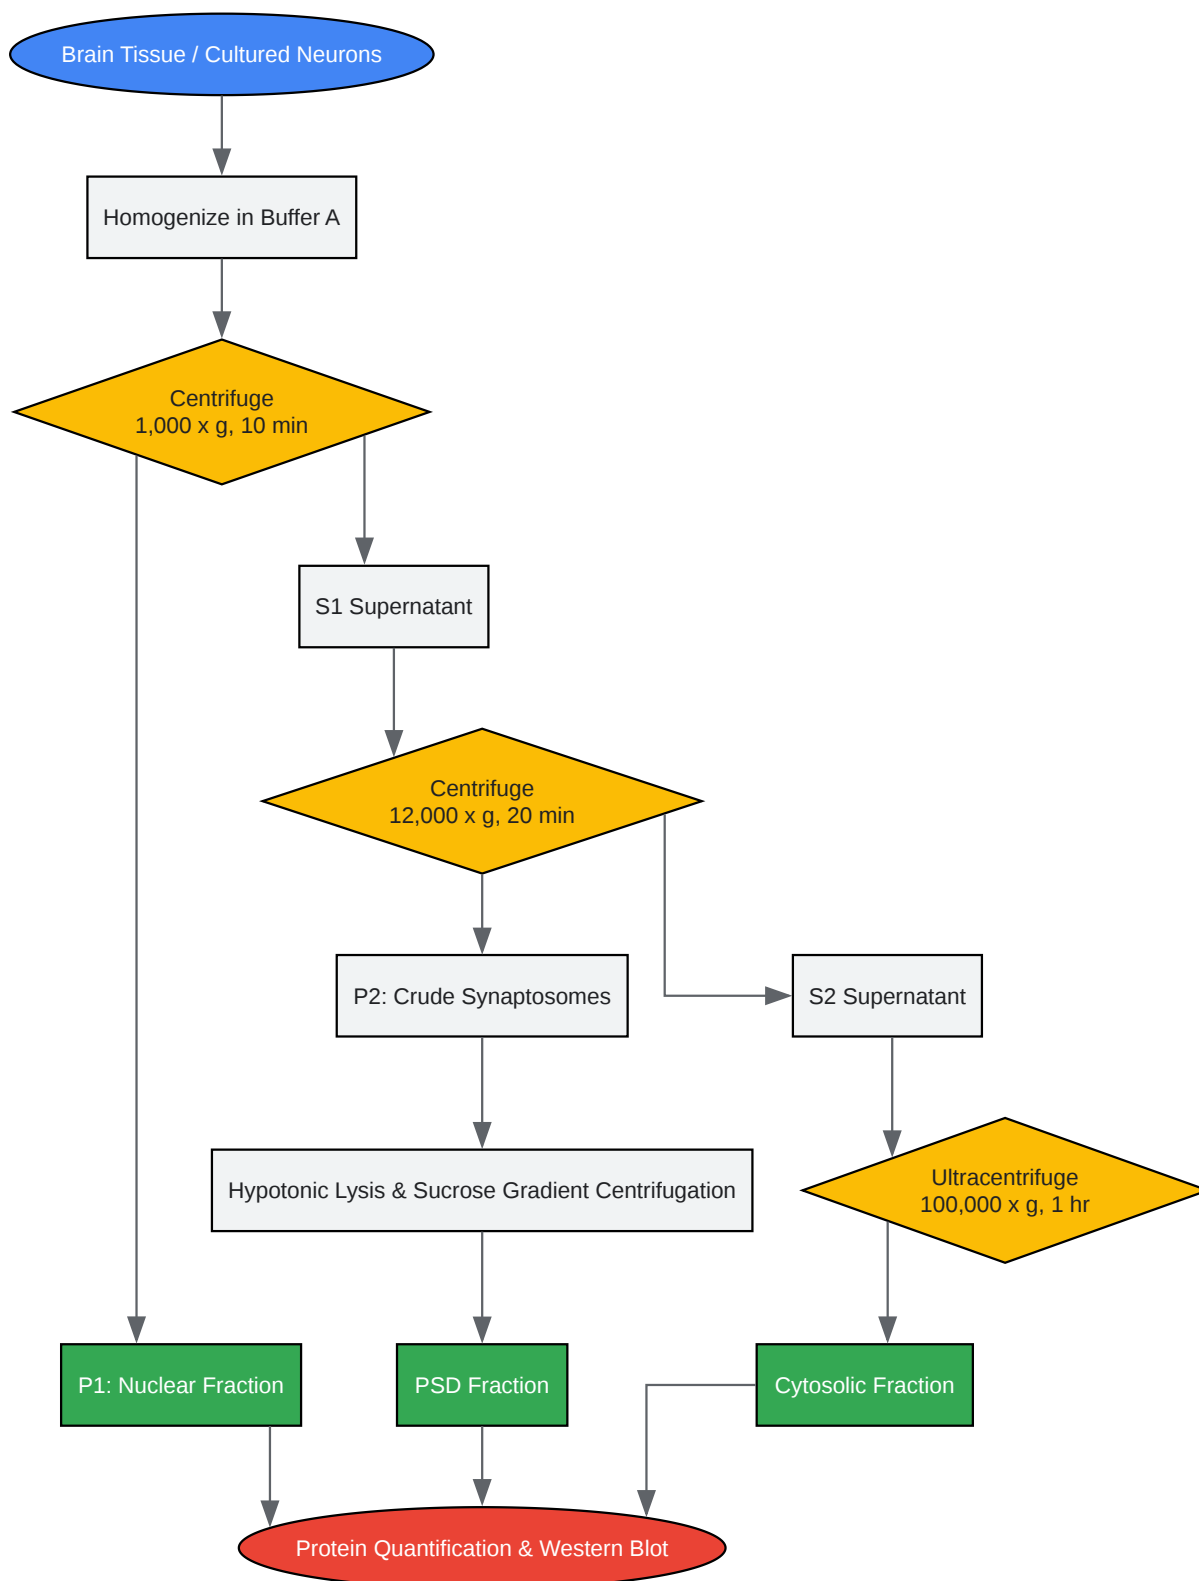 Brain Tissue / Cultured Neurons
Homogenize in Buffer A
Centrifuge
1,000 x g, 10 min
S1 Supernatant
Centrifuge
12,000 x g, 20 min
P2: Crude Synaptosomes
S2 Supernatant
Hypotonic Lysis & Sucrose Gradient Centrifugation
Ultracentrifuge
100,000 x g, 1 hr
P1: Nuclear Fraction
PSD Fraction
Cytosolic Fraction
Protein Quantification & Western Blot